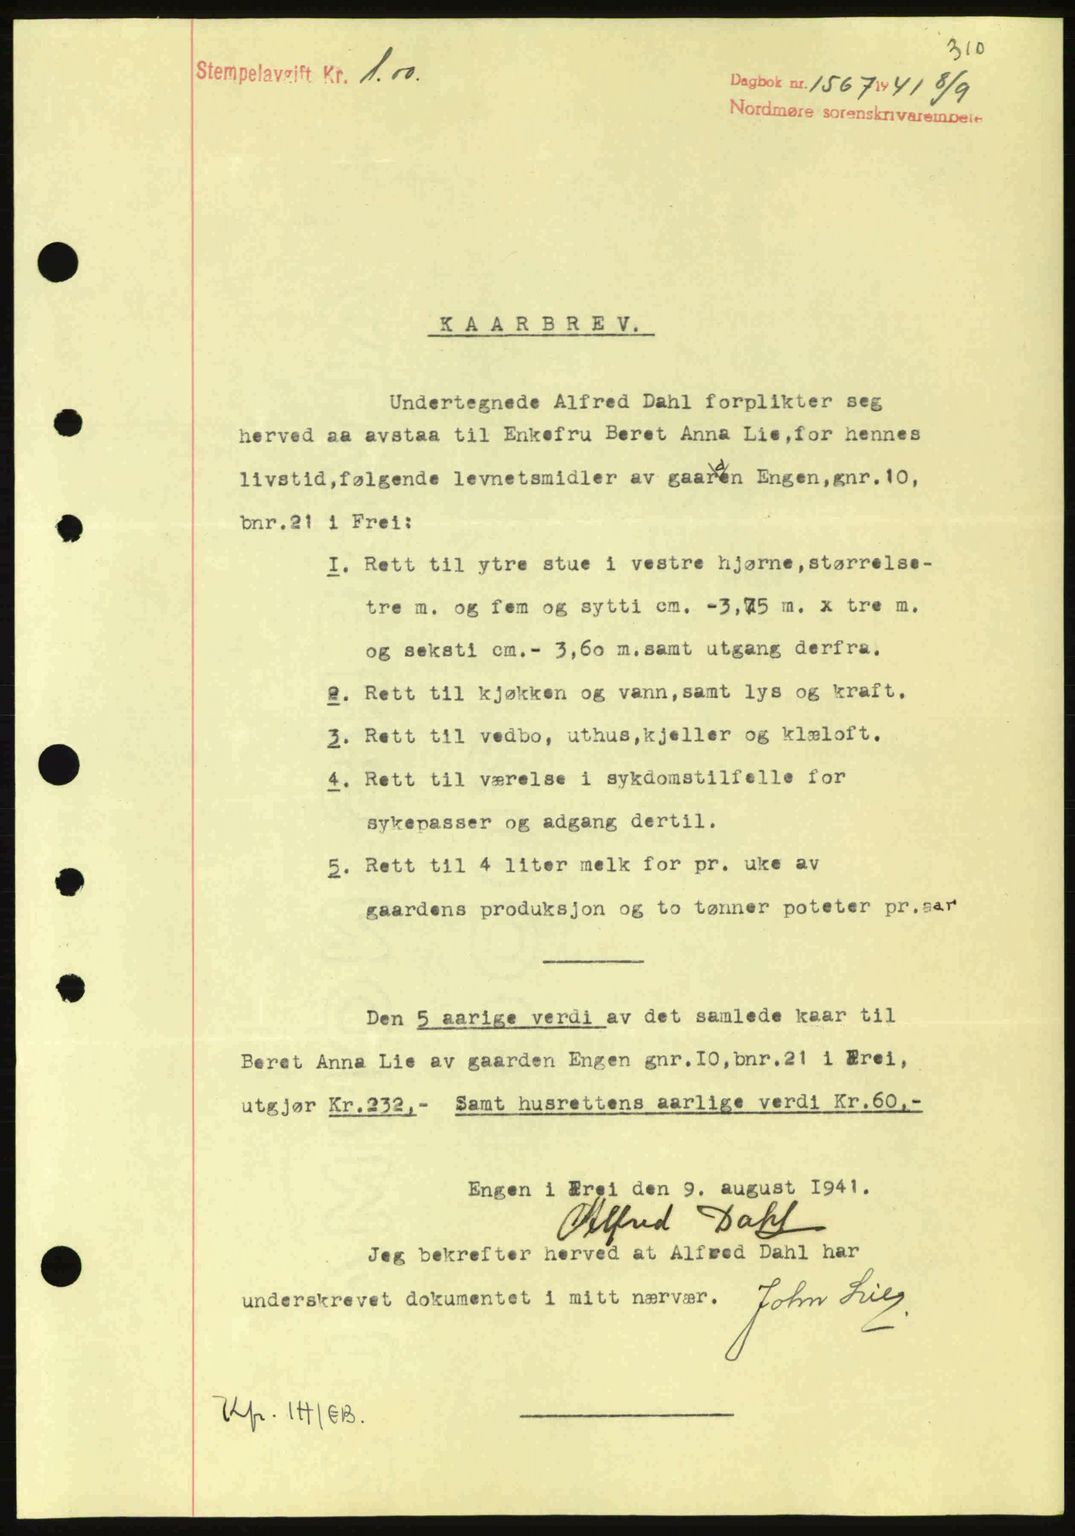 310
Stempelavgift Kr. 1.00.
Dagbok nr. 1567 1941 8/9
Nordmøre sorenskrivarembete
KAARBREV.
Undertegnede Alfred Dahl forplikter seg
herved aa avstaa til Enkefru Beret Anna Lie,for hennes
livstid,følgende levnetsmidler av gaarden Engen,gnr.10,
bnr.21 i Frei:
1. Rett til ytre stue i vestre hjørne,størrelse-
tre m. og fem og sytti cm. -3,75 m. x tre m.
og seksti cm.- 3,60 m.samt utgang derfra.
2. Rett til kjøkken og vann,samt lys og kraft.
3. Rett til vedbo, uthus,kjeller og klæloft.
4. Rett til værelse i sykdomstilfelle for
sykepasser og adgang dertil.
5. Rett til 4 liter melk for pr. uke av
gaardens produksjon og to tønner poteter pr.aar
Den 5 aarige verdi av det samlede kaar til
Beret Anna Lie av gaarden Engen gnr.10,bnr.21 i Frei,
utgjør Kr.232,- Samt husrettens aarlige verdi Kr.60,-
Engen i Frei den 9. august 1941.
Alfred Dahl
Jeg bekrefter herved at Alfred Dahl har
underskrevet dokumentet i mitt nærvær. John
Kfr. IH/EB.